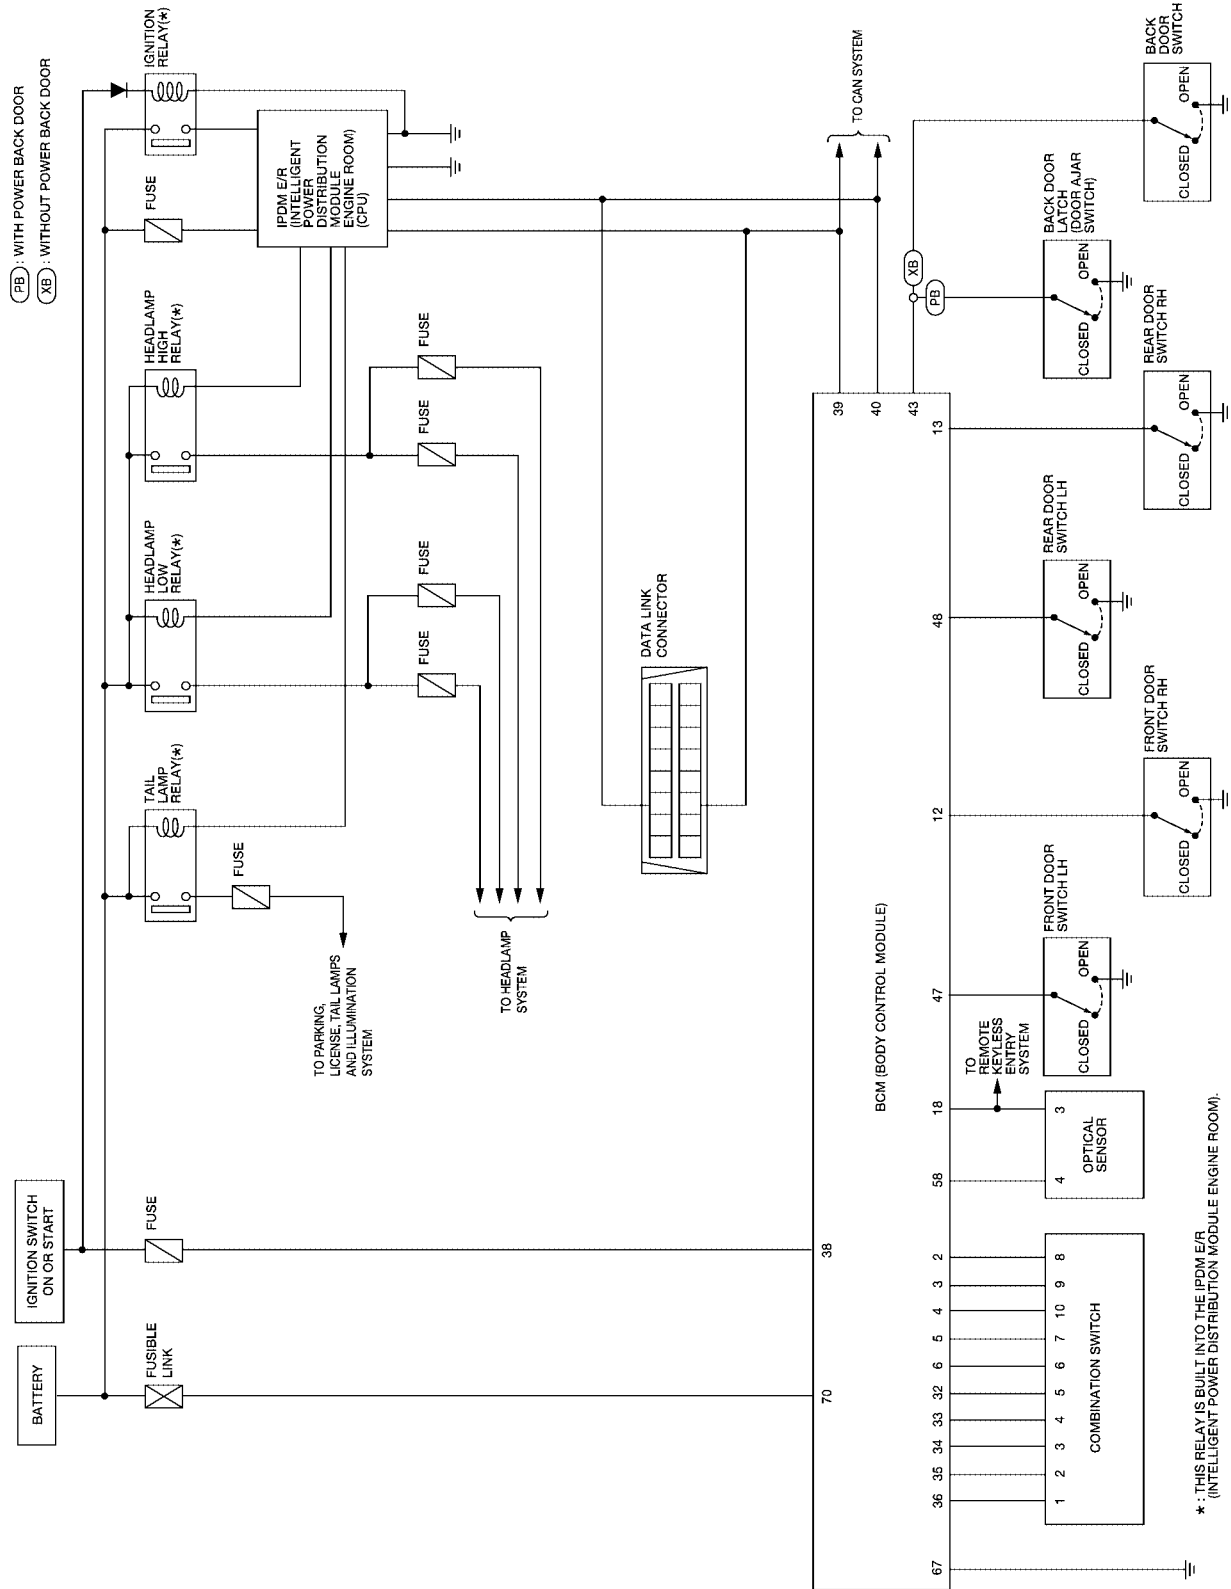 PB : WITH POWER BACK DOOR
XB : WITHOUT POWER BACK DOOR
BATTERY
IGNITION SWITCH
ON OR START
FUSIBLE
LINK
FUSE
TAIL
LAMP
RELAY(*)
HEADLAMP
LOW
RELAY(*)
HEADLAMP
HIGH
RELAY(*)
FUSE
IGNITION
RELAY(*)
FUSE
IPDM E/R
(INTELLIGENT
POWER
DISTRIBUTION
MODULE
ENGINE ROOM)
(CPU)
TO PARKING,
LICENSE, TAIL LAMPS
AND ILLUMINATION
SYSTEM
FUSE
FUSE
FUSE
FUSE
TO HEADLAMP
SYSTEM
DATA LINK
CONNECTOR
TO CAN SYSTEM
XB
PB
70
38
39
40
43
BCM (BODY CONTROL MODULE)
67
36
35
34
33
32
6
5
4
3
2
58
18
47
12
48
13
1
2
3
4
5
6
7
10
9
8
COMBINATION SWITCH
4
3
OPTICAL
SENSOR
TO
REMOTE
KEYLESS
ENTRY
SYSTEM
FRONT DOOR
SWITCH LH
CLOSED
OPEN
FRONT DOOR
SWITCH RH
CLOSED
OPEN
REAR DOOR
SWITCH LH
CLOSED
OPEN
REAR DOOR
SWITCH RH
CLOSED
OPEN
BACK DOOR
LATCH
(DOOR AJAR
SWITCH)
CLOSED
OPEN
BACK
DOOR
SWITCH
CLOSED
OPEN
* : THIS RELAY IS BUILT INTO THE IPDM E/R
(INTELLIGENT POWER DISTRIBUTION MODULE ENGINE ROOM).